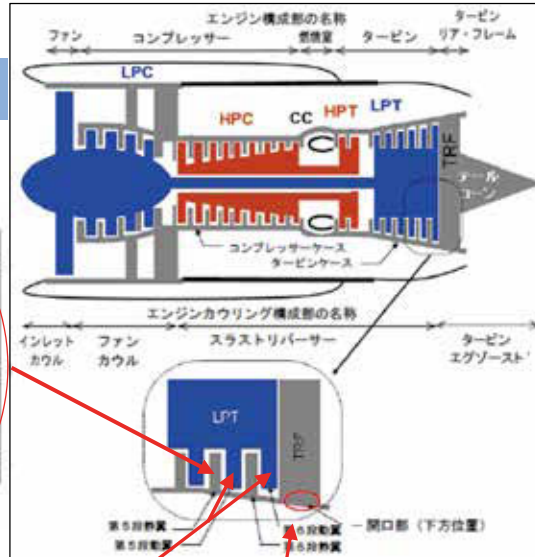 エンジン構成部の名称
ファン
コンプレッサー
燃焼室
タービン
タービン
リア・フレーム
LPC
HPC
CC
HPT
LPT
TRF
テール
コーン
コンプレッサーケース
タービンケース
エンジンカウリング構成部の名称
インレット
カウル
ファン
カウル
スラストリバーサー
タービン
エグゾースト
LPT
TRF
第5段静翼
第5段動翼
第6段動翼
第6段静翼
開口部(下方位置)